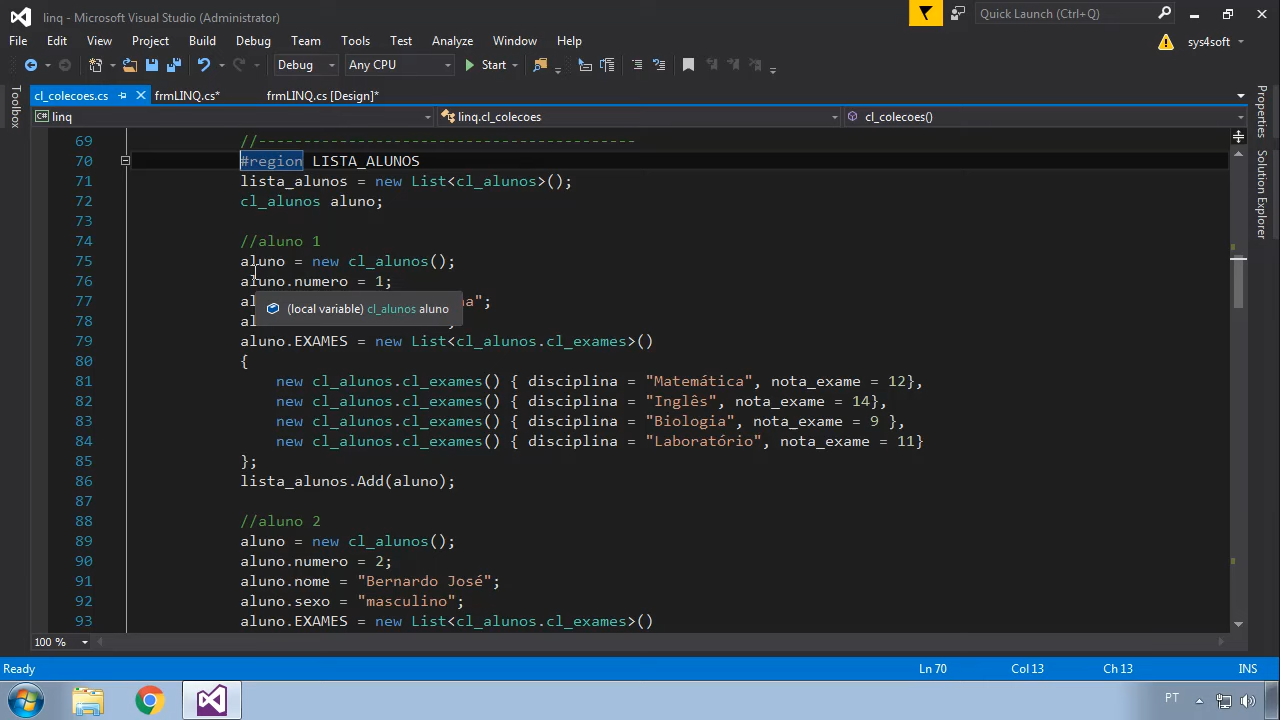 linq - Microsoft Visual Studio (Administrator)
Quick Launch (Ctrl+Q)
File Edit View Project Build Debug Team Tools Test Analyze Window Help
sys4soft
Debug Any CPU Start
Toolbox
cl_colecoes.cs frmLINQ.cs* frmLINQ.cs [Design]*
linq linq.cl_colecoes cl_colecoes()
Properties
Solution Explorer
69 //------------------------------------------
70 #region LISTA_ALUNOS
71 lista_alunos = new List<cl_alunos>();
72 cl_alunos aluno;
73
74 //aluno 1
75 aluno = new cl_alunos();
76 aluno.numero = 1;
77 al a";
(local variable) cl_alunos aluno
78 al
79 aluno.EXAMES = new List<cl_alunos.cl_exames>()
80 {
81 new cl_alunos.cl_exames() { disciplina = "Matemática", nota_exame = 12},
82 new cl_alunos.cl_exames() { disciplina = "Inglês", nota_exame = 14},
83 new cl_alunos.cl_exames() { disciplina = "Biologia", nota_exame = 9 },
84 new cl_alunos.cl_exames() { disciplina = "Laboratório", nota_exame = 11}
85 };
86 lista_alunos.Add(aluno);
87
88 //aluno 2
89 aluno = new cl_alunos();
90 aluno.numero = 2;
91 aluno.nome = "Bernardo José";
92 aluno.sexo = "masculino";
93 aluno.EXAMES = new List<cl_alunos.cl_exames>()
100 %
Ready Ln 70 Col 13 Ch 13 INS
PT